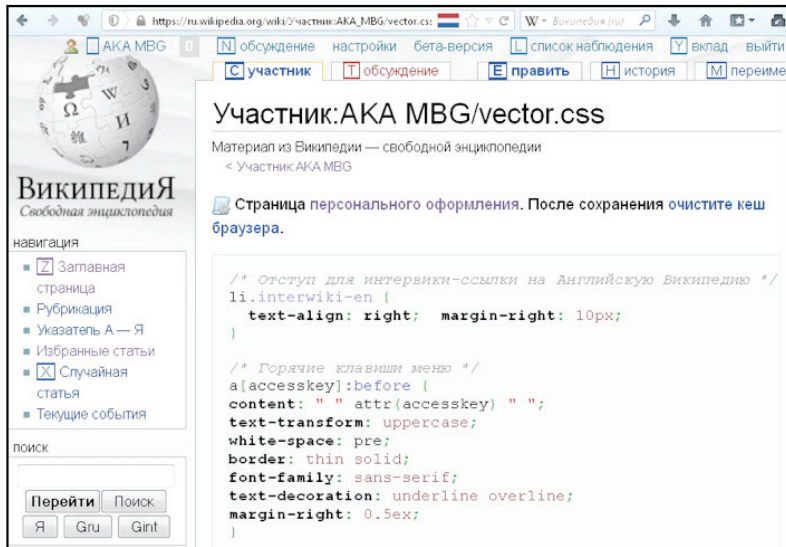 https://ru.wikipedia.org/wiki/Участник:AKA_MBG/vector.cs
W - Википедия (ru)
AKA MBG 0 N обсуждение настройки бета-версия L список наблюдения Y вклад выйти
C участник T обсуждение E править H история M переиме
Участник:AKA MBG/vector.css
Материал из Википедии — свободной энциклопедии
< Участник:AKA MBG
ВИКИПЕДИЯ
Свободная энциклопедия
Страница персонального оформления. После сохранения очистите кеш
браузера.
навигация
Z Заглавная
страница
Рубрикация
Указатель А — Я
Избранные статьи
X Случайная
статья
Текущие события
поиск
Перейти Поиск
Я Gru Gint
/* Отступ для интервики-ссылки на Английскую Википедию */
li.interwiki-en {
text-align: right; margin-right: 10px;
}
/* Горячие клавиши меню */
a[accesskey]:before {
content: " " attr(accesskey) " ";
text-transform: uppercase;
white-space: pre;
border: thin solid;
font-family: sans-serif;
text-decoration: underline overline;
margin-right: 0.5ex;
}